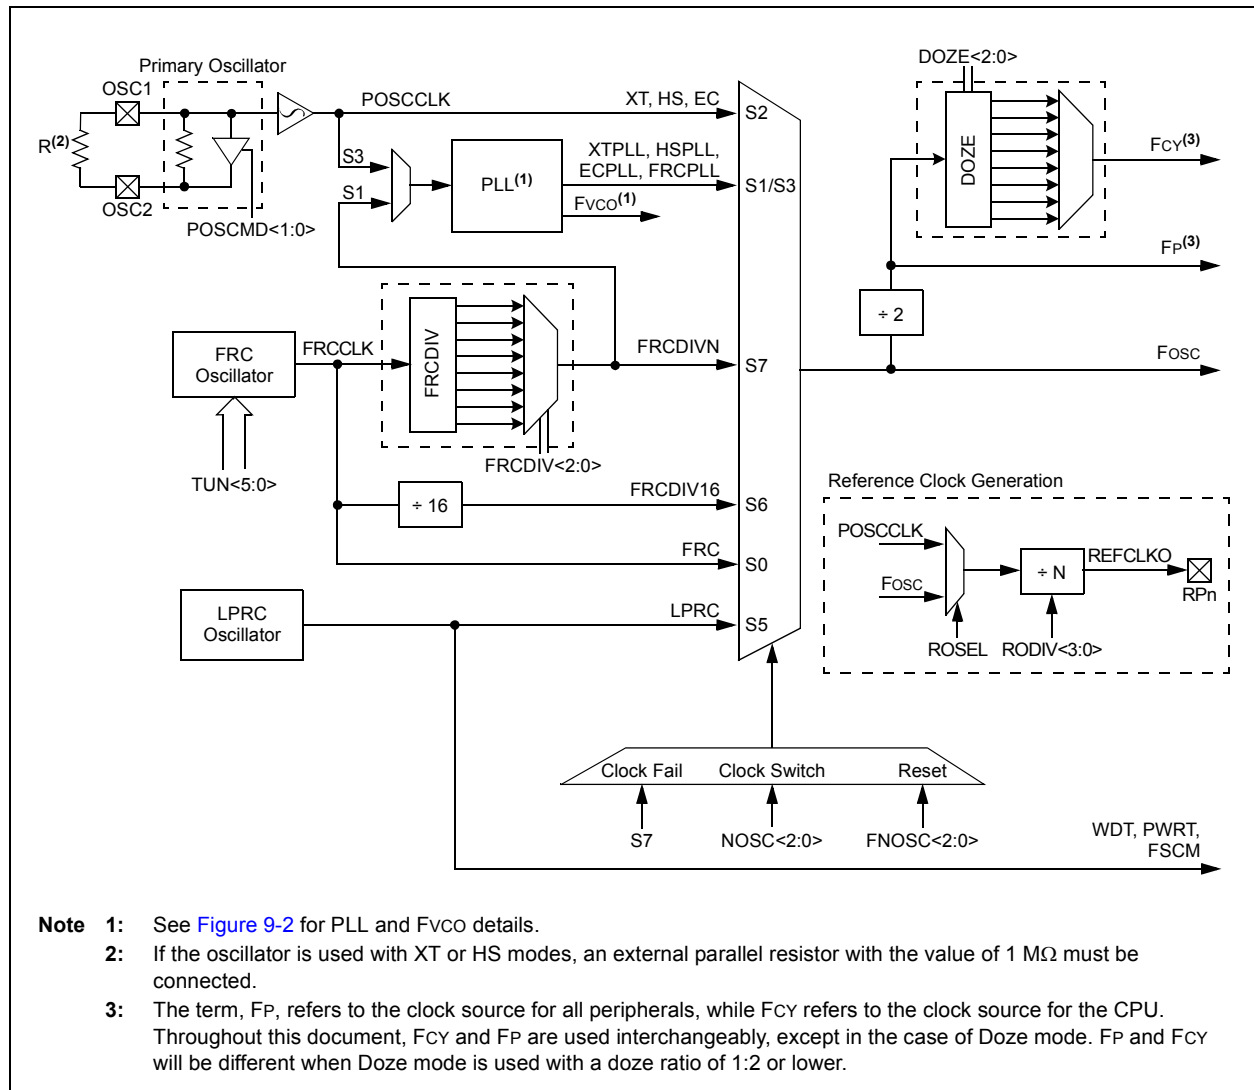 Primary Oscillator
OSC1
R(2)
OSC2
POSCMD<1:0>
POSCCLK
XT, HS, EC
S2
S3
S1
PLL(1)
XTPLL, HSPLL,
ECPLL, FRCPLL
S1/S3
FVCO(1)
DOZE<2:0>
DOZE
FCY(3)
FP(3)
÷ 2
FOSC
FRC
Oscillator
TUN<5:0>
FRCCLK
FRCDIV
FRCDIV<2:0>
FRCDIVN
S7
÷ 16
FRCDIV16
S6
FRC
S0
LPRC
Oscillator
LPRC
S5
Reference Clock Generation
POSCCLK
FOSC
÷ N
REFCLKO
RPn
ROSEL
RODIV<3:0>
Clock Fail
Clock Switch
Reset
S7
NOSC<2:0>
FNOSC<2:0>
WDT, PWRT,
FSCM
Note 1: See Figure 9-2 for PLL and FVCO details.
2: If the oscillator is used with XT or HS modes, an external parallel resistor with the value of 1 MΩ must be
connected.
3: The term, FP, refers to the clock source for all peripherals, while FCY refers to the clock source for the CPU.
Throughout this document, FCY and FP are used interchangeably, except in the case of Doze mode. FP and FCY
will be different when Doze mode is used with a doze ratio of 1:2 or lower.